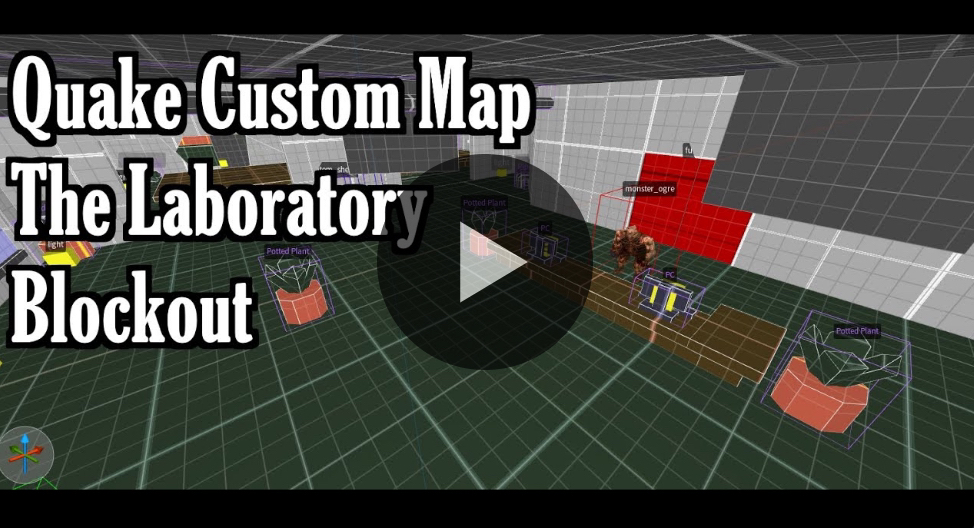 Quake Custom Map
The Laboratory
Blockout
fu
monster_ogre
Potted Plant
PC
light
Potted Plant
PC
Potted Plant